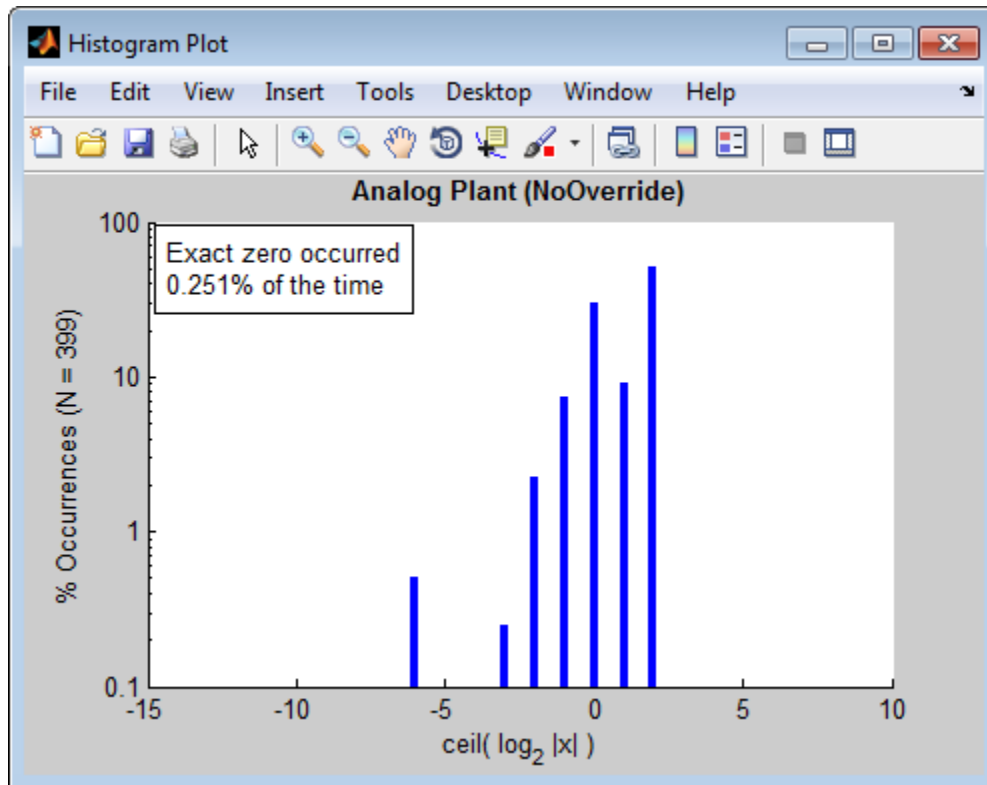 Histogram Plot
File Edit View Insert Tools Desktop Window Help
Analog Plant (NoOverride)
100
Exact zero occurred
0.251% of the time
10
1
0.1
% Occurrences (N = 399)
-15 -10 -5 0 5 10
ceil( log2 |x| )